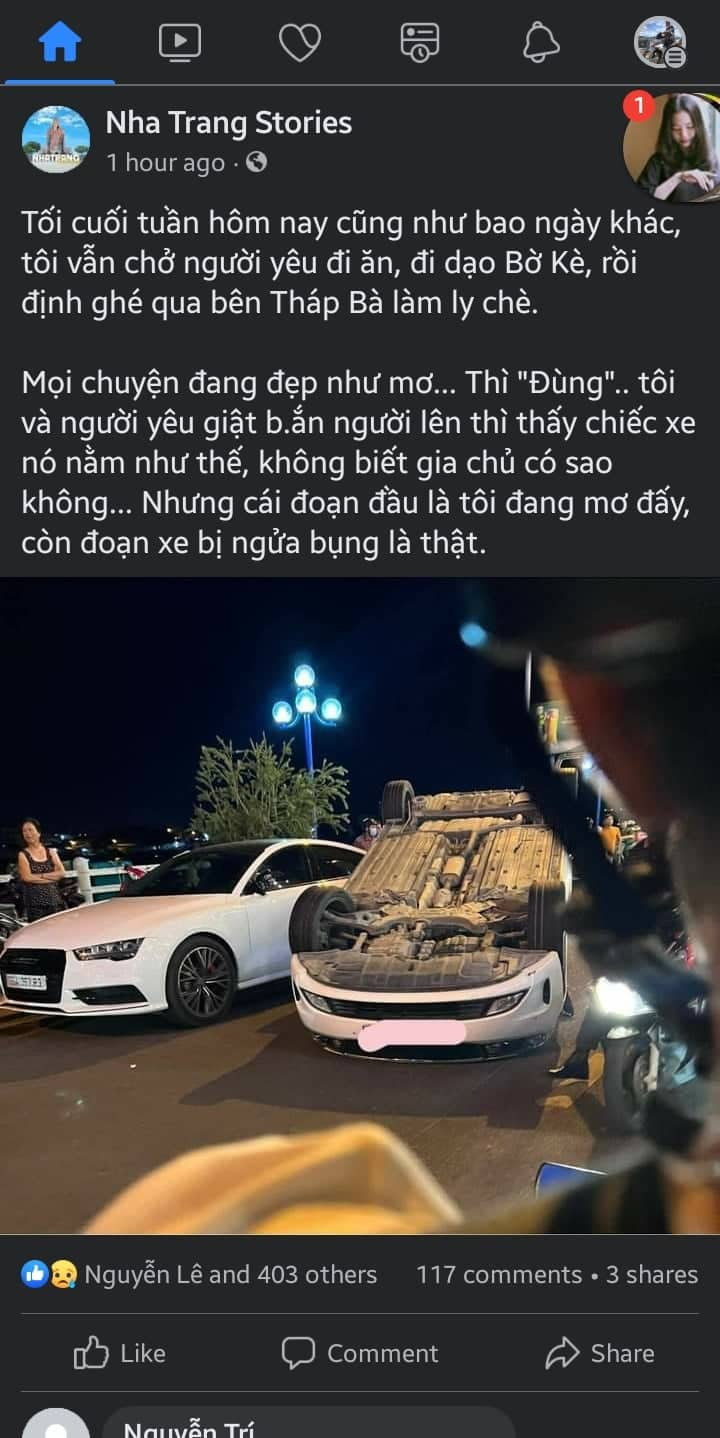 Nha Trang Stories
1 hour ago ·
1
NHATRANG
Tối cuối tuần hôm nay cũng như bao ngày khác,
tôi vẫn chở người yêu đi ăn, đi dạo Bờ Kè, rồi
định ghé qua bên Tháp Bà làm ly chè.
Mọi chuyện đang đẹp như mơ... Thì "Đùng".. tôi
và người yêu giật b.ắn người lên thì thấy chiếc xe
nó nằm như thế, không biết gia chủ có sao
không... Nhưng cái đoạn đầu là tôi đang mơ đấy,
còn đoạn xe bị ngửa bụng là thật.
Nguyễn Lê and 403 others 117 comments • 3 shares
Like Comment Share
Nguyễn Trí